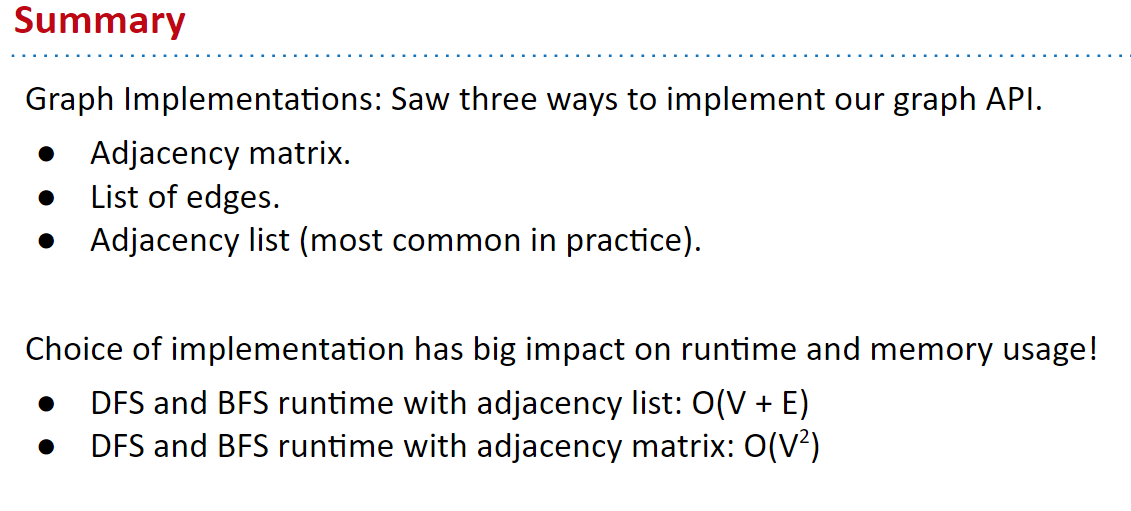 Summary
Graph Implementations: Saw three ways to implement our graph API.
● Adjacency matrix.
● List of edges.
● Adjacency list (most common in practice).
Choice of implementation has big impact on runtime and memory usage!
● DFS and BFS runtime with adjacency list: O(V + E)
● DFS and BFS runtime with adjacency matrix: O(V²)